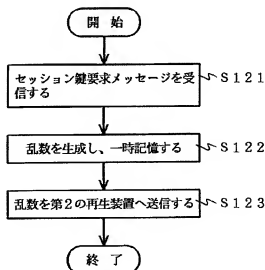 開 始
セッション鍵要求メッセージを受
信する
S121
乱数を生成し、一時記憶する
S122
乱数を第2の再生装置へ送信する
S123
終 了